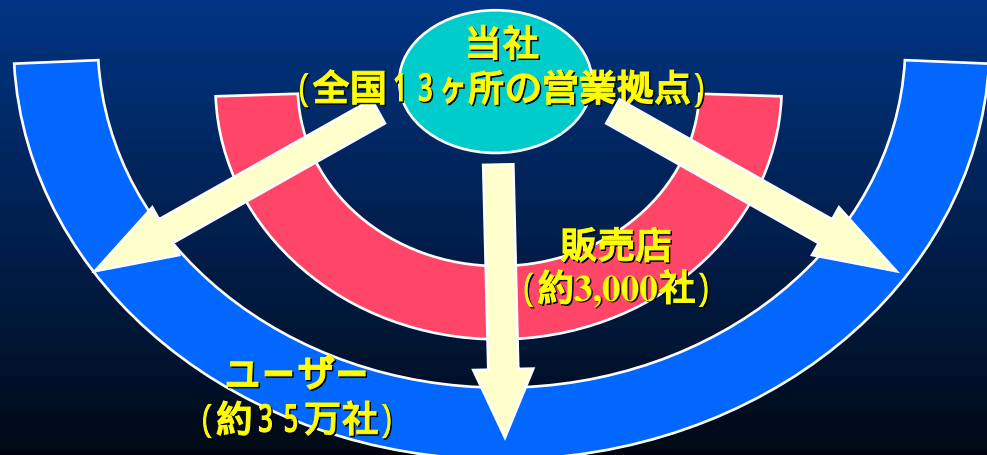 当社
(全国13ヶ所の営業拠点)
販売店
(約3,000社)
ユーザー
(約35万社)